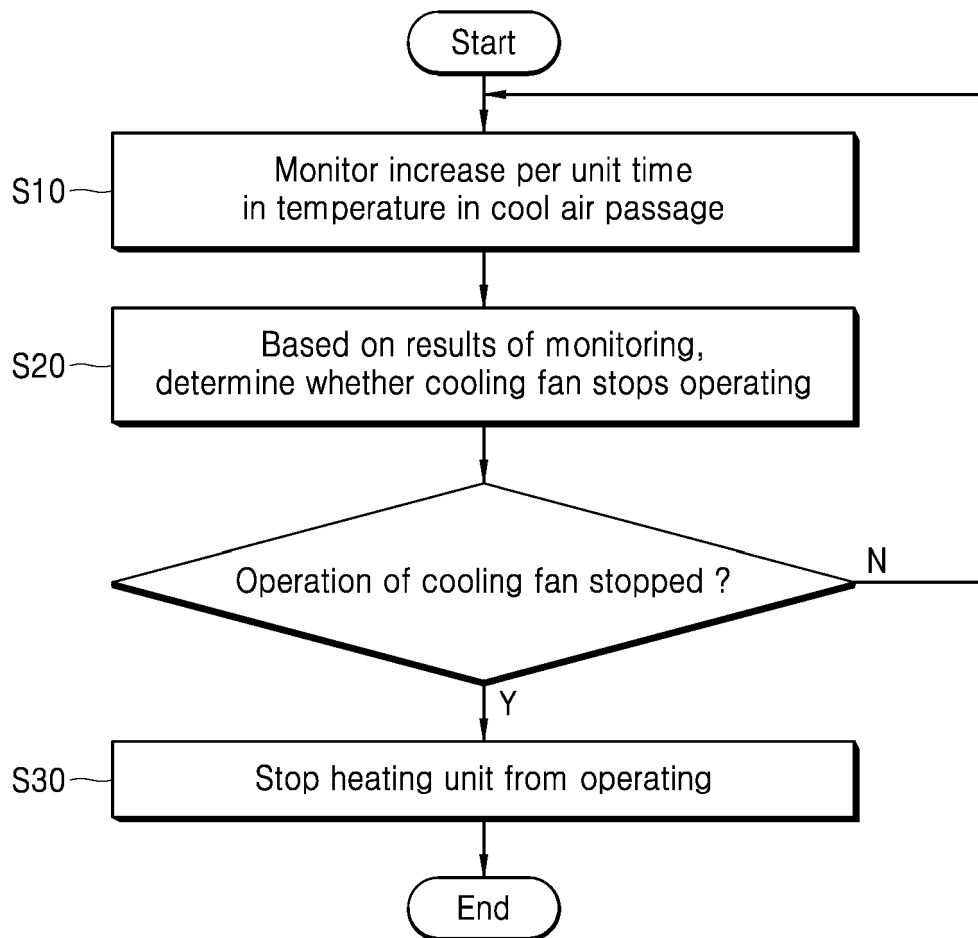 Start
S10
Monitor increase per unit time
in temperature in cool air passage
S20
Based on results of monitoring,
determine whether cooling fan stops operating
Operation of cooling fan stopped ?
N
Y
S30
Stop heating unit from operating
End